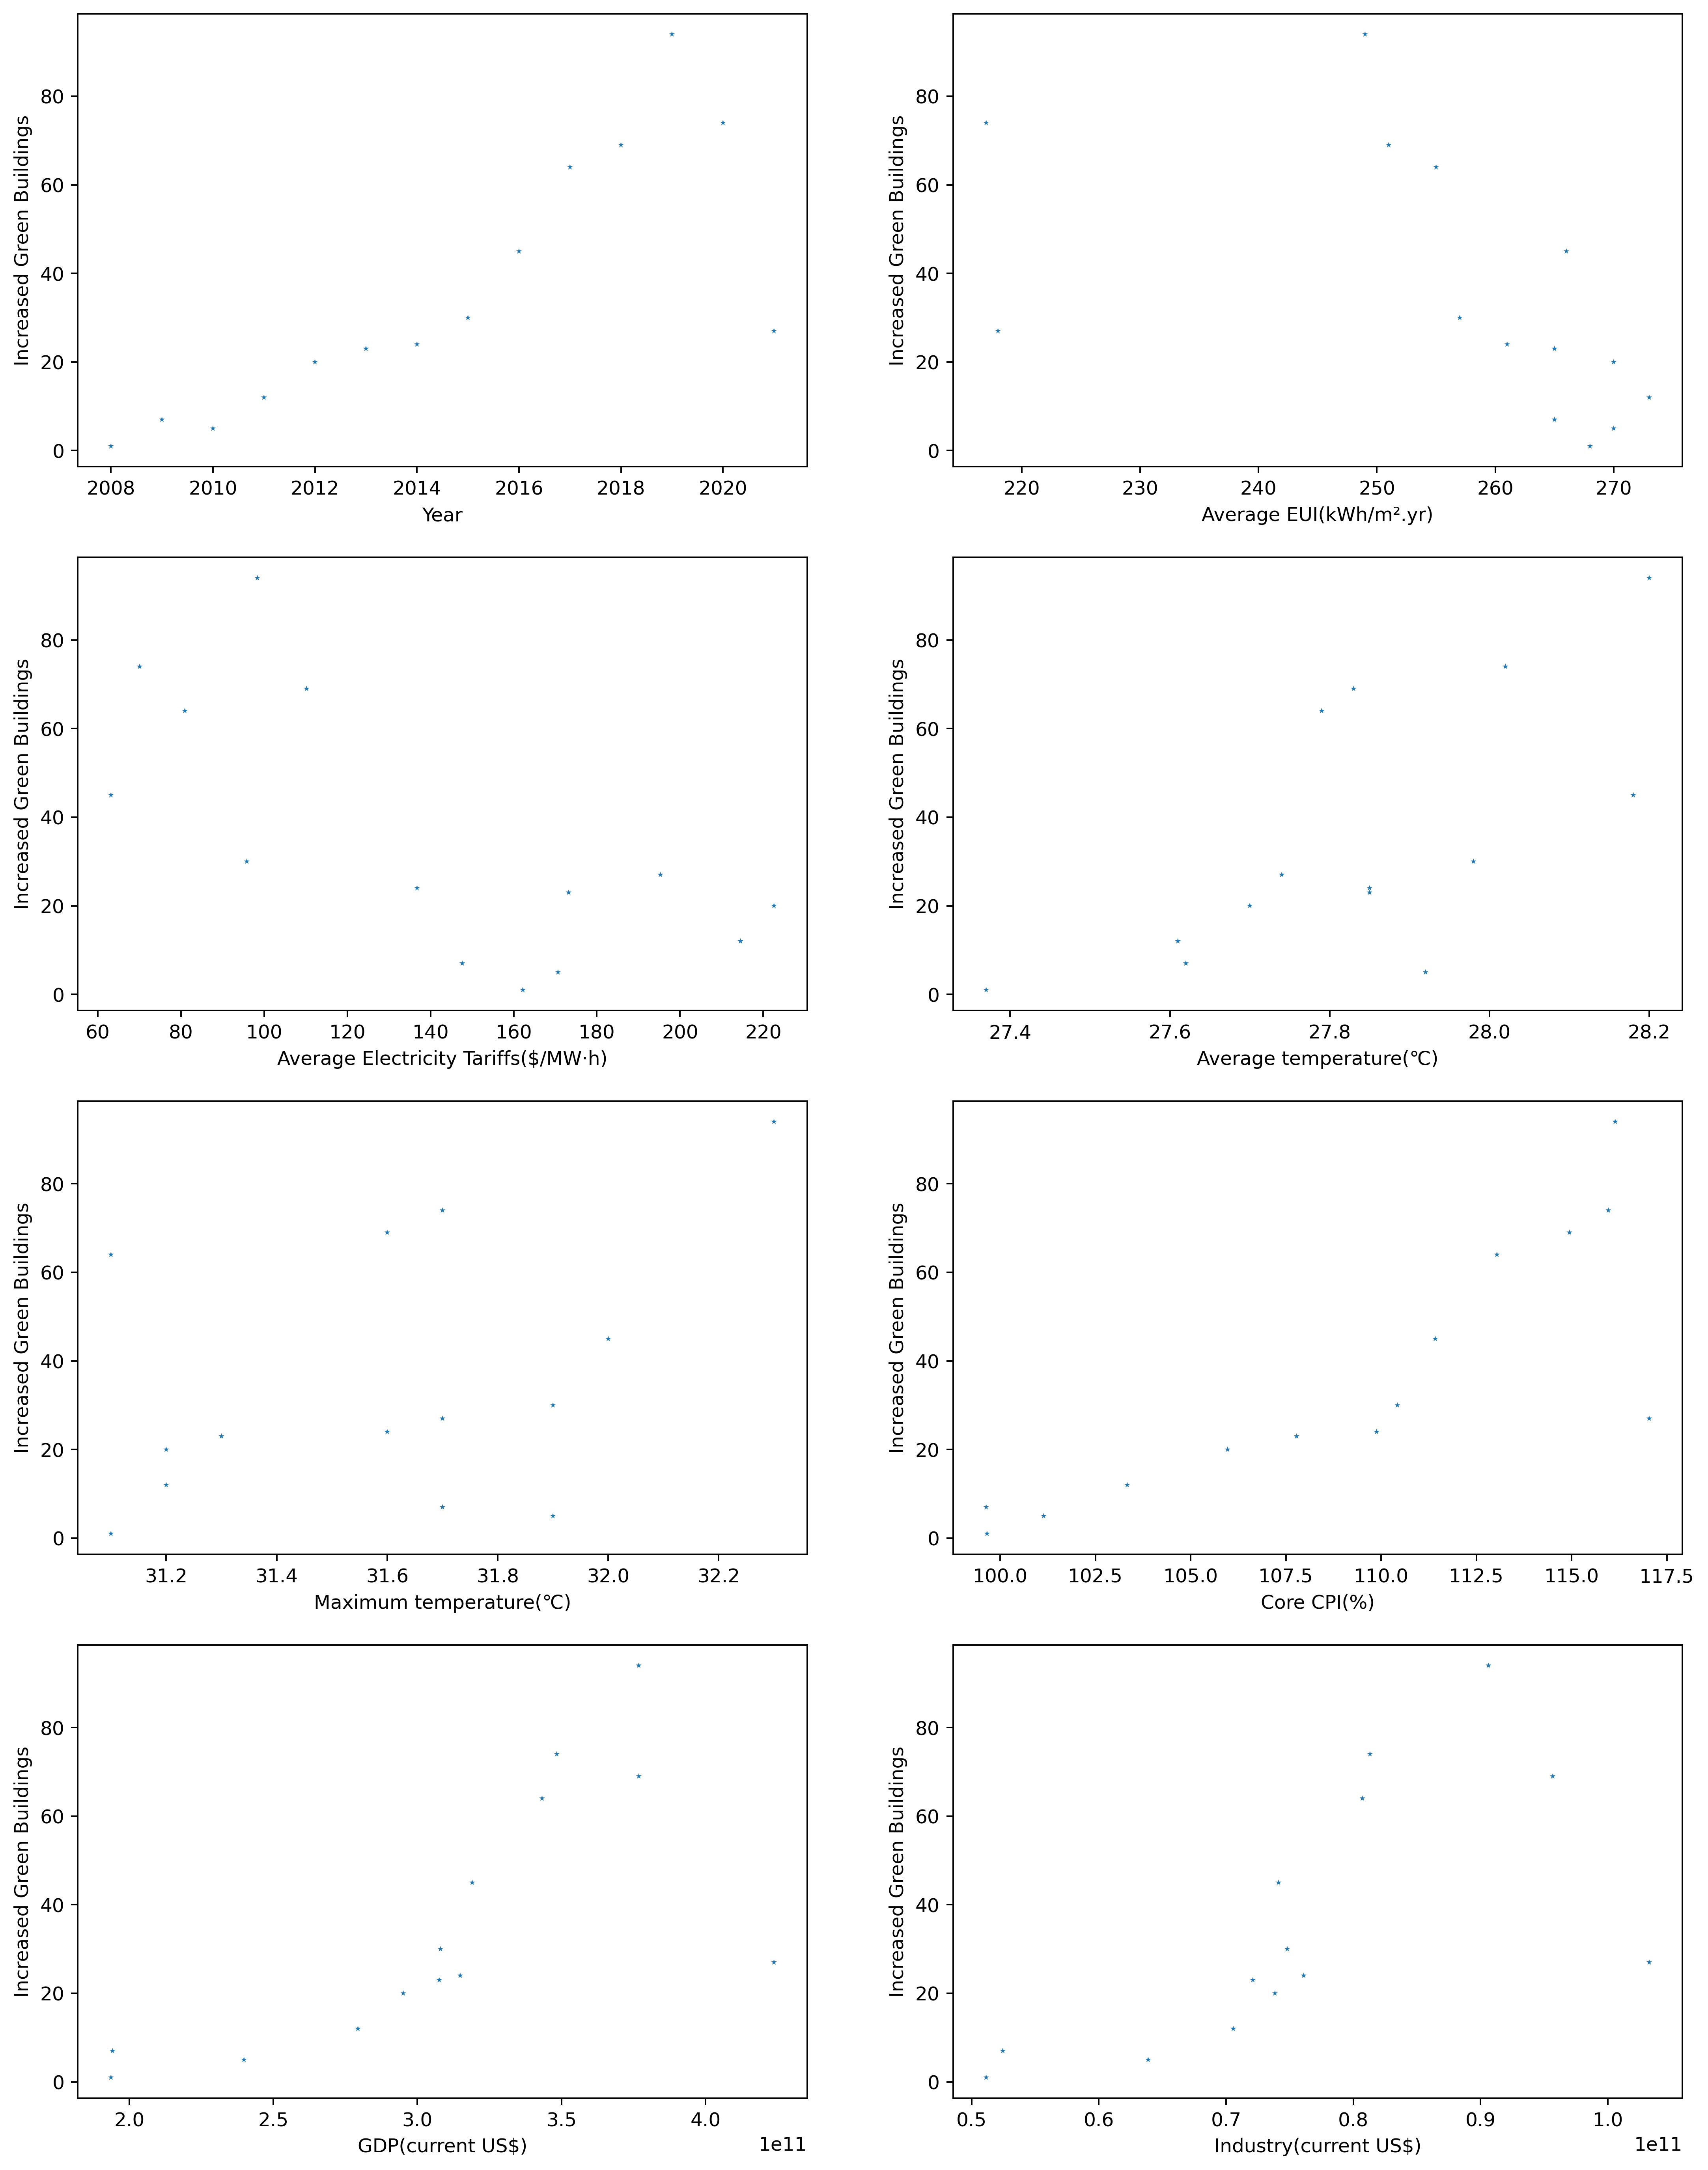 Increased Green Buildings
80
60
40
20
0
2008 2010 2012 2014 2016 2018 2020
Year
Increased Green Buildings
80
60
40
20
0
220 230 240 250 260 270
Average EUI(kWh/m².yr)
Increased Green Buildings
80
60
40
20
0
60 80 100 120 140 160 180 200 220
Average Electricity Tariffs($/MW·h)
Increased Green Buildings
80
60
40
20
0
27.4 27.6 27.8 28.0 28.2
Average temperature(℃)
Increased Green Buildings
80
60
40
20
0
31.2 31.4 31.6 31.8 32.0 32.2
Maximum temperature(℃)
Increased Green Buildings
80
60
40
20
0
100.0 102.5 105.0 107.5 110.0 112.5 115.0 117.5
Core CPI(%)
Increased Green Buildings
80
60
40
20
0
2.0 2.5 3.0 3.5 4.0
GDP(current US$) 1e11
Increased Green Buildings
80
60
40
20
0
0.5 0.6 0.7 0.8 0.9 1.0
Industry(current US$) 1e11